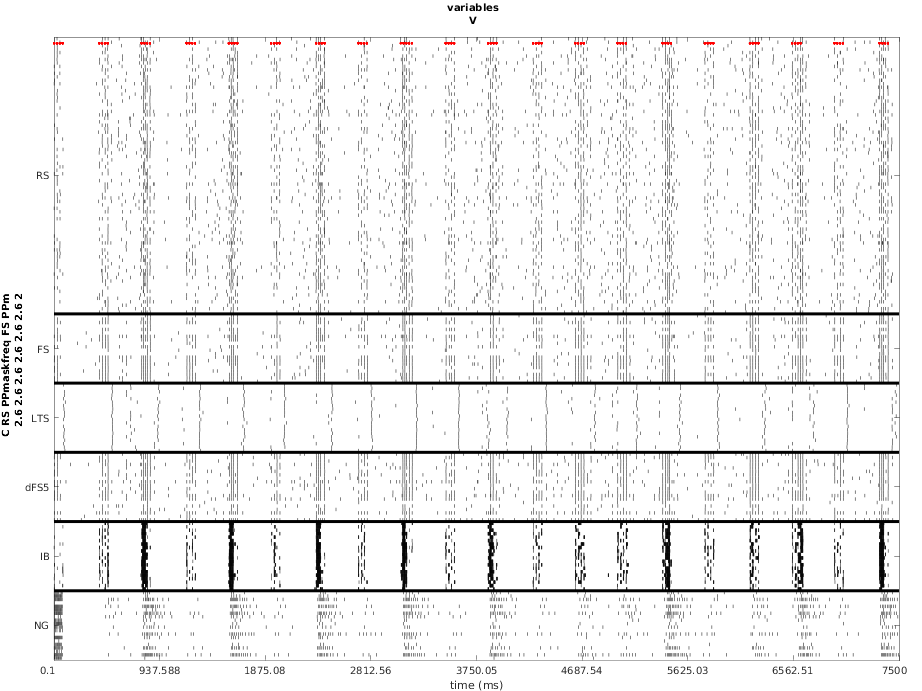 variables
V
C RS PPmaskfreq FS PPm
2.6 2.6 2.6 2.6 2.6 2.6 2
RS
FS
LTS
dFS5
IB
NG
0.1 937.588 1875.08 2812.56 3750.05 4687.54 5625.03 6562.51 7500
time (ms)